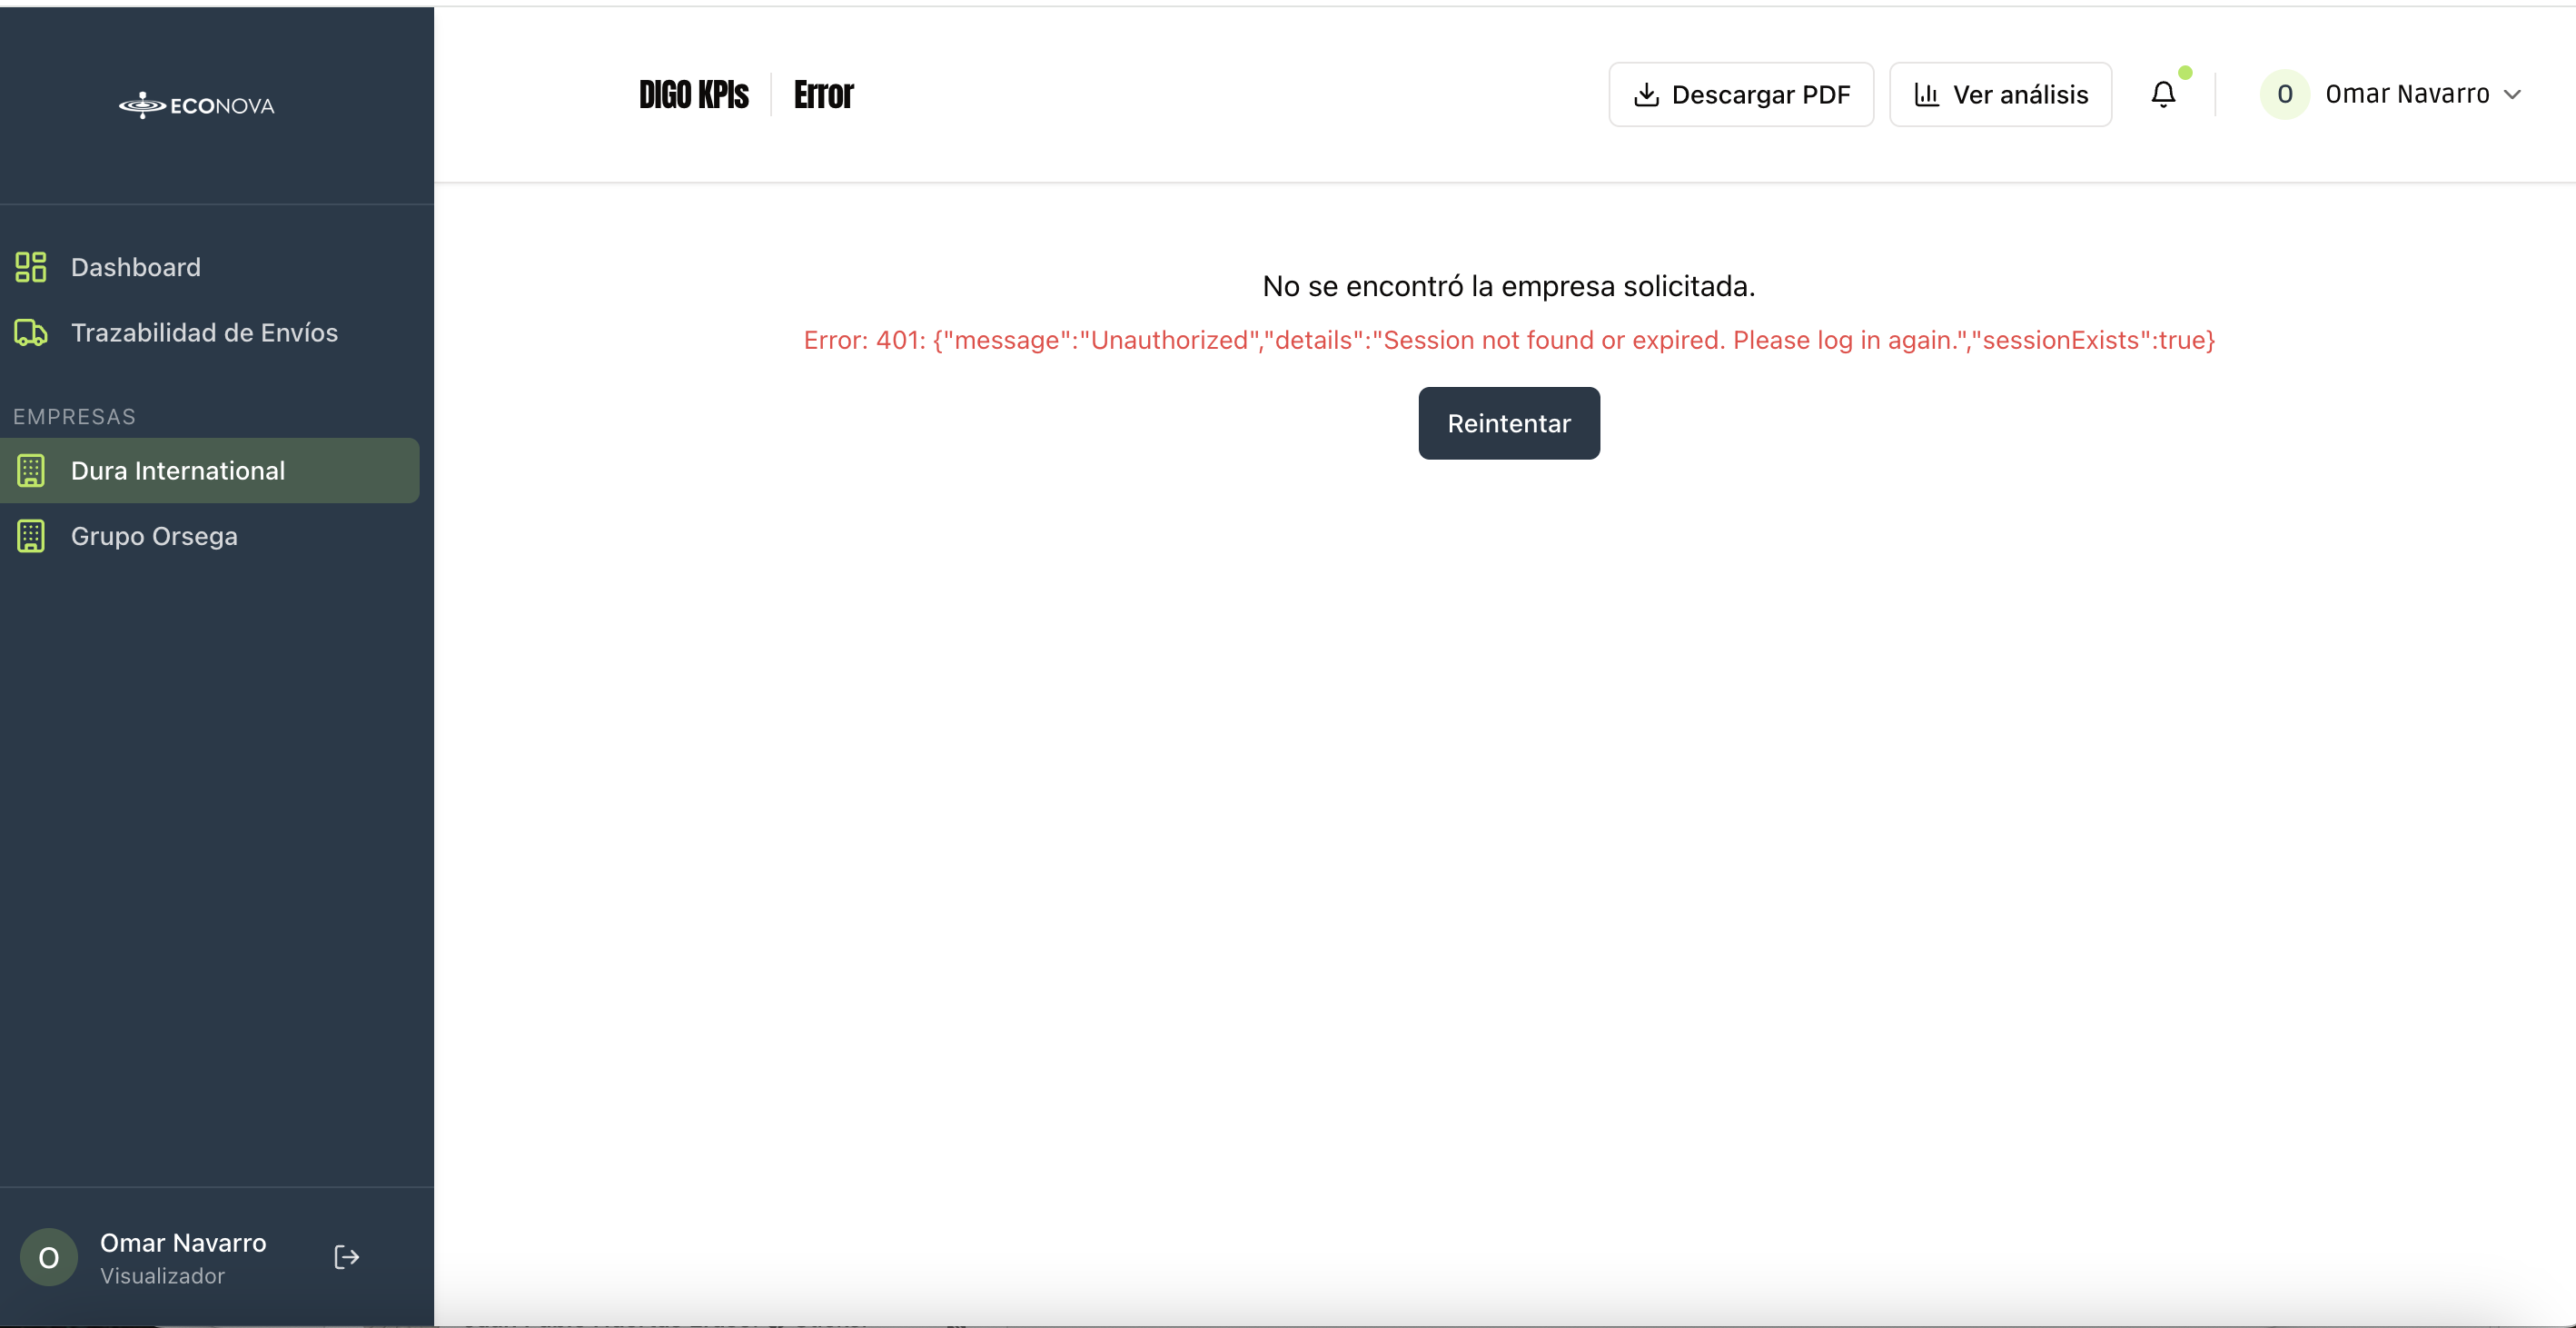 ECONOVA
DIGO KPIs
Error
Descargar PDF
Ver análisis
O
Omar Navarro
Dashboard
Trazabilidad de Envíos
EMPRESAS
Dura International
Grupo Orsega
No se encontró la empresa solicitada.
Error: 401: {"message":"Unauthorized","details":"Session not found or expired. Please log in again.","sessionExists":true}
Reintentar
O
Omar Navarro
Visualizador